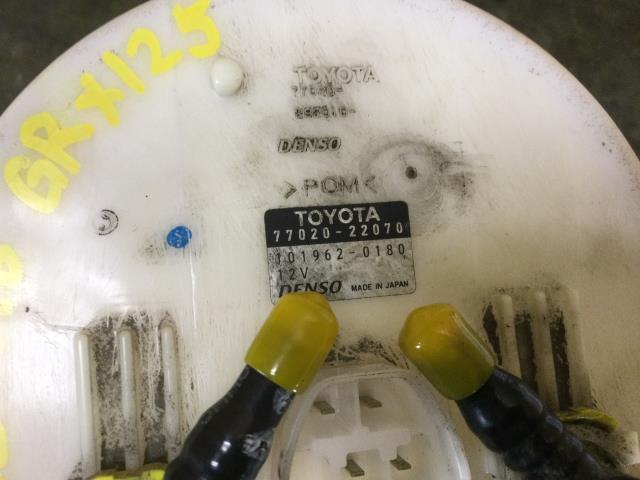 GRX125
TOYOTA
DENSO
>POM<
TOYOTA
77020-22070
101962-0180
12V
DENSO MADE IN JAPAN